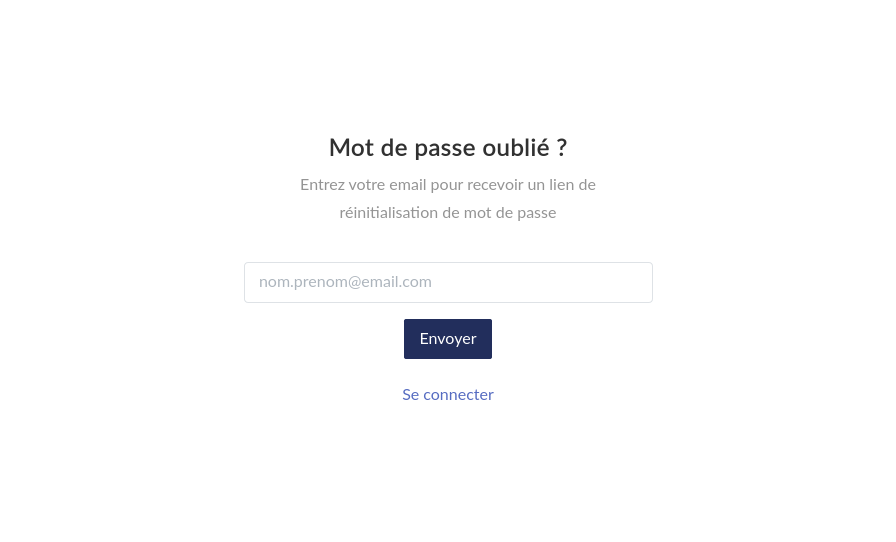 Mot de passe oublié ?
Entrez votre email pour recevoir un lien de
réinitialisation de mot de passe
nom.prenom@email.com
Envoyer
Se connecter